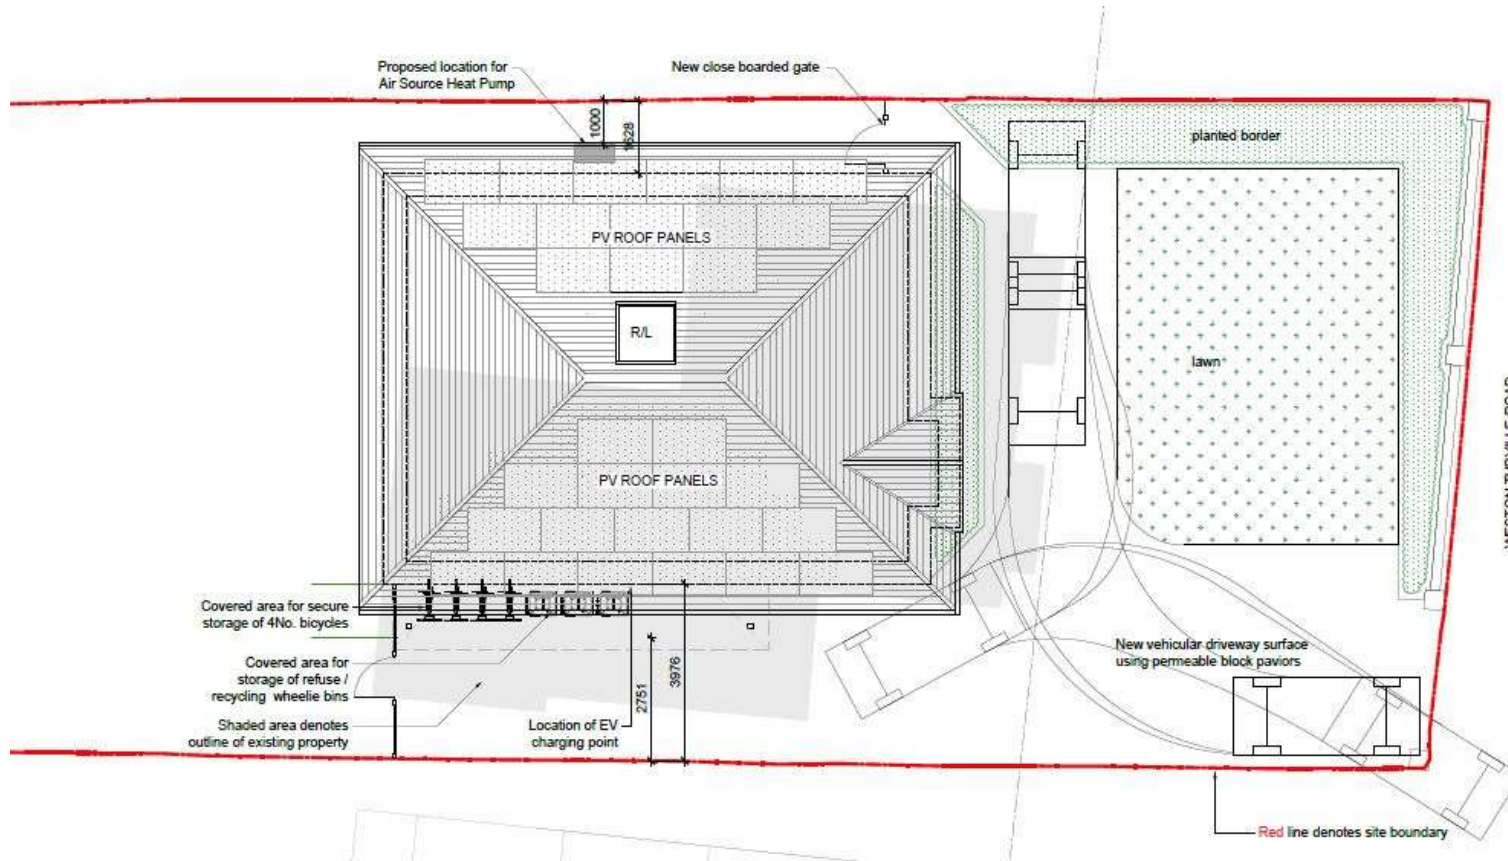 Proposed location for
Air Source Heat Pump
New close boarded gate
1000
1628
planted border
PV ROOF PANELS
R/L
lawn
PV ROOF PANELS
Covered area for secure
storage of 4No. bicycles
Covered area for
storage of refuse /
recycling wheelie bins
Shaded area denotes
outline of existing property
2751
3976
Location of EV
charging point
New vehicular driveway surface
using permeable block paviors
Red line denotes site boundary